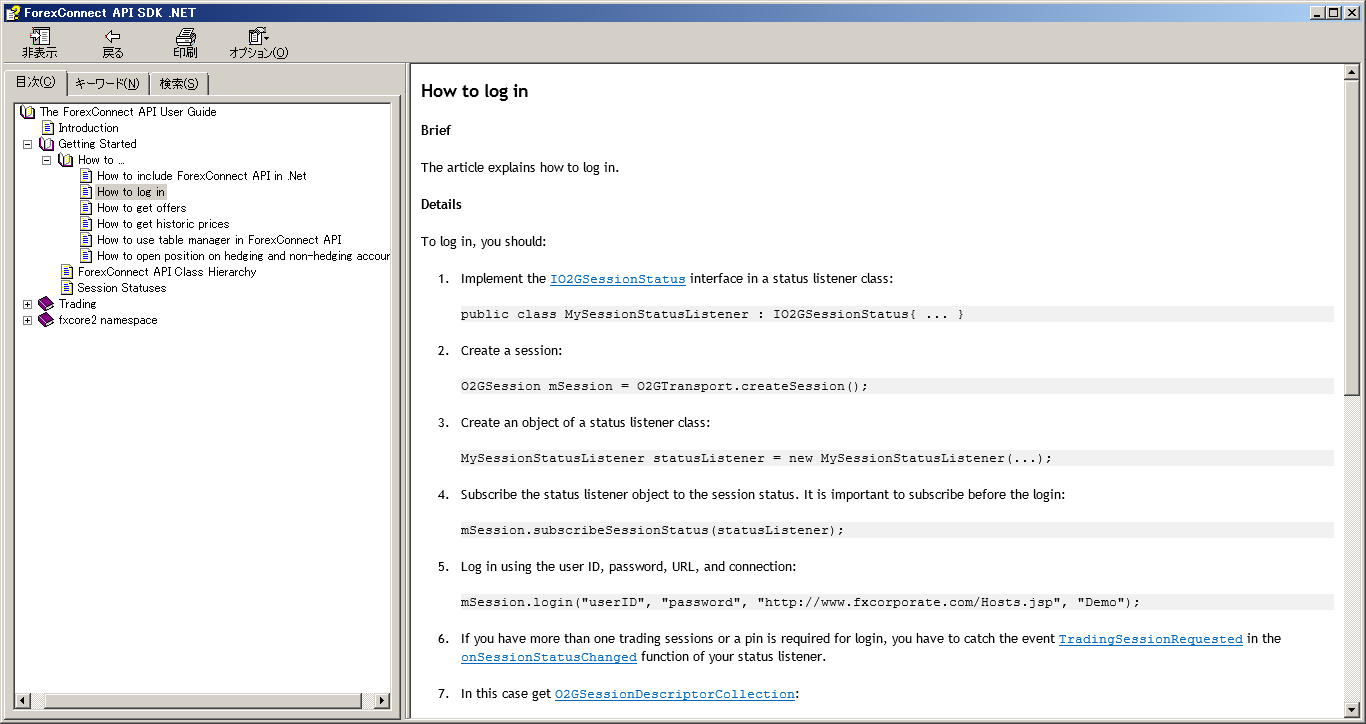 ForexConnect API SDK .NET
非表示
戻る
印刷
オプション(O)
目次(C)
キーワード(N)
検索(S)
The ForexConnect API User Guide
Introduction
Getting Started
How to ...
How to include ForexConnect API in .Net
How to log in
How to get offers
How to get historic prices
How to use table manager in ForexConnect API
How to open position on hedging and non-hedging accour
ForexConnect API Class Hierarchy
Session Statuses
Trading
fxcore2 namespace
How to log in
Brief
The article explains how to log in.
Details
To log in, you should:
1. Implement the IO2GSessionStatus interface in a status listener class:
public class MySessionStatusListener : IO2GSessionStatus{ ... }
2. Create a session:
O2GSession mSession = O2GTransport.createSession();
3. Create an object of a status listener class:
MySessionStatusListener statusListener = new MySessionStatusListener(...);
4. Subscribe the status listener object to the session status. It is important to subscribe before the login:
mSession.subscribeSessionStatus(statusListener);
5. Log in using the user ID, password, URL, and connection:
mSession.login("userID", "password", "http://www.fxcorporate.com/Hosts.jsp", "Demo");
6. If you have more than one trading sessions or a pin is required for login, you have to catch the event TradingSessionRequested in the
onSessionStatusChanged function of your status listener.
7. In this case get O2GSessionDescriptorCollection: